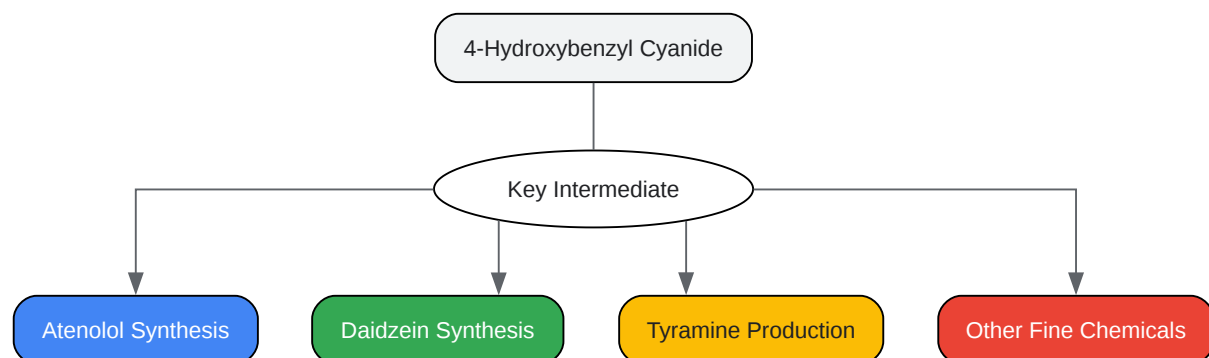 4-Hydroxybenzyl Cyanide
Key Intermediate
Atenolol Synthesis
Daidzein Synthesis
Tyramine Production
Other Fine Chemicals